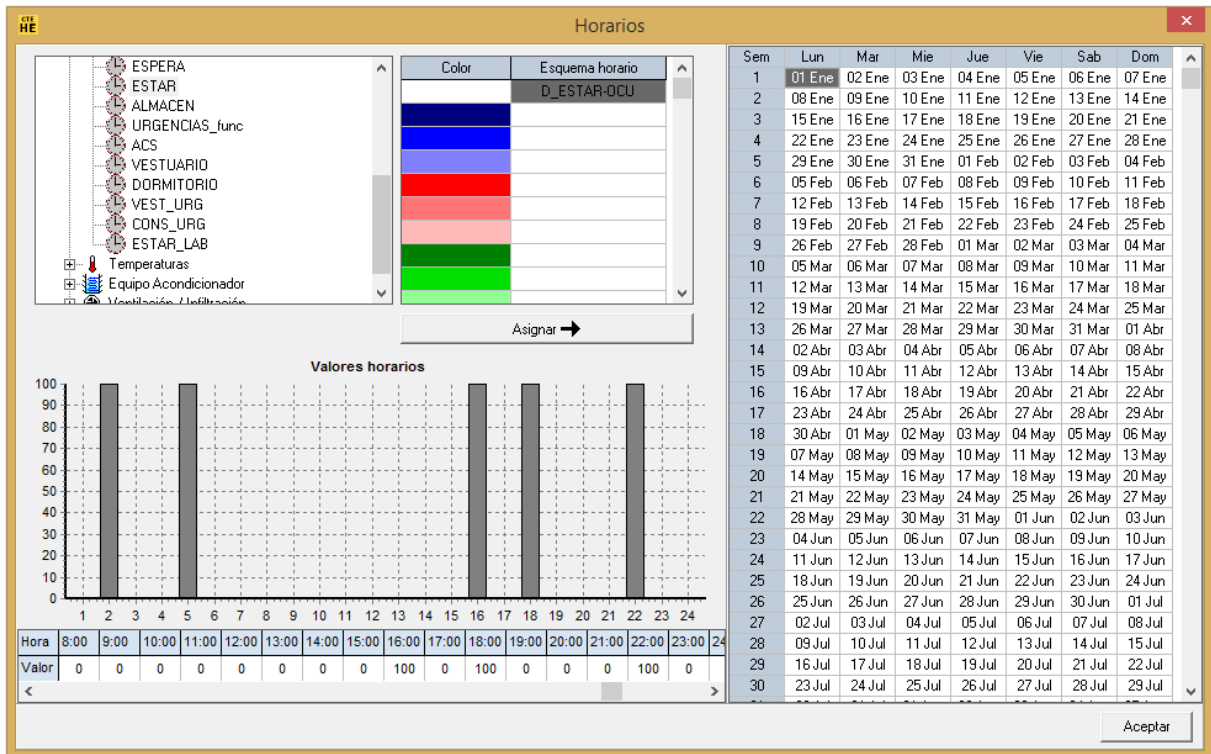 CTE HE
Horarios
ESPERA
ESTAR
ALMACEN
URGENCIAS_func
ACS
VESTUARIO
DORMITORIO
VEST_URG
CONS_URG
ESTAR_LAB
Temperaturas
Equipo Acondicionador
Ventilación / Infiltración
Color Esquema horario
D_ESTAR-OCU
Asignar
Valores horarios
100
90
80
70
60
50
40
30
20
10
0
1 2 3 4 5 6 7 8 9 10 11 12 13 14 15 16 17 18 19 20 21 22 23 24
Hora 8:00 9:00 10:00 11:00 12:00 13:00 14:00 15:00 16:00 17:00 18:00 19:00 20:00 21:00 22:00 23:00 24
Valor 0 0 0 0 0 0 0 0 100 0 100 0 0 0 100 0
Sem Lun Mar Mie Jue Vie Sab Dom
1 01 Ene 02 Ene 03 Ene 04 Ene 05 Ene 06 Ene 07 Ene
2 08 Ene 09 Ene 10 Ene 11 Ene 12 Ene 13 Ene 14 Ene
3 15 Ene 16 Ene 17 Ene 18 Ene 19 Ene 20 Ene 21 Ene
4 22 Ene 23 Ene 24 Ene 25 Ene 26 Ene 27 Ene 28 Ene
5 29 Ene 30 Ene 31 Ene 01 Feb 02 Feb 03 Feb 04 Feb
6 05 Feb 06 Feb 07 Feb 08 Feb 09 Feb 10 Feb 11 Feb
7 12 Feb 13 Feb 14 Feb 15 Feb 16 Feb 17 Feb 18 Feb
8 19 Feb 20 Feb 21 Feb 22 Feb 23 Feb 24 Feb 25 Feb
9 26 Feb 27 Feb 28 Feb 01 Mar 02 Mar 03 Mar 04 Mar
10 05 Mar 06 Mar 07 Mar 08 Mar 09 Mar 10 Mar 11 Mar
11 12 Mar 13 Mar 14 Mar 15 Mar 16 Mar 17 Mar 18 Mar
12 19 Mar 20 Mar 21 Mar 22 Mar 23 Mar 24 Mar 25 Mar
13 26 Mar 27 Mar 28 Mar 29 Mar 30 Mar 31 Mar 01 Abr
14 02 Abr 03 Abr 04 Abr 05 Abr 06 Abr 07 Abr 08 Abr
15 09 Abr 10 Abr 11 Abr 12 Abr 13 Abr 14 Abr 15 Abr
16 16 Abr 17 Abr 18 Abr 19 Abr 20 Abr 21 Abr 22 Abr
17 23 Abr 24 Abr 25 Abr 26 Abr 27 Abr 28 Abr 29 Abr
18 30 Abr 01 May 02 May 03 May 04 May 05 May 06 May
19 07 May 08 May 09 May 10 May 11 May 12 May 13 May
20 14 May 15 May 16 May 17 May 18 May 19 May 20 May
21 21 May 22 May 23 May 24 May 25 May 26 May 27 May
22 28 May 29 May 30 May 31 May 01 Jun 02 Jun 03 Jun
23 04 Jun 05 Jun 06 Jun 07 Jun 08 Jun 09 Jun 10 Jun
24 11 Jun 12 Jun 13 Jun 14 Jun 15 Jun 16 Jun 17 Jun
25 18 Jun 19 Jun 20 Jun 21 Jun 22 Jun 23 Jun 24 Jun
26 25 Jun 26 Jun 27 Jun 28 Jun 29 Jun 30 Jun 01 Jul
27 02 Jul 03 Jul 04 Jul 05 Jul 06 Jul 07 Jul 08 Jul
28 09 Jul 10 Jul 11 Jul 12 Jul 13 Jul 14 Jul 15 Jul
29 16 Jul 17 Jul 18 Jul 19 Jul 20 Jul 21 Jul 22 Jul
30 23 Jul 24 Jul 25 Jul 26 Jul 27 Jul 28 Jul 29 Jul
Aceptar